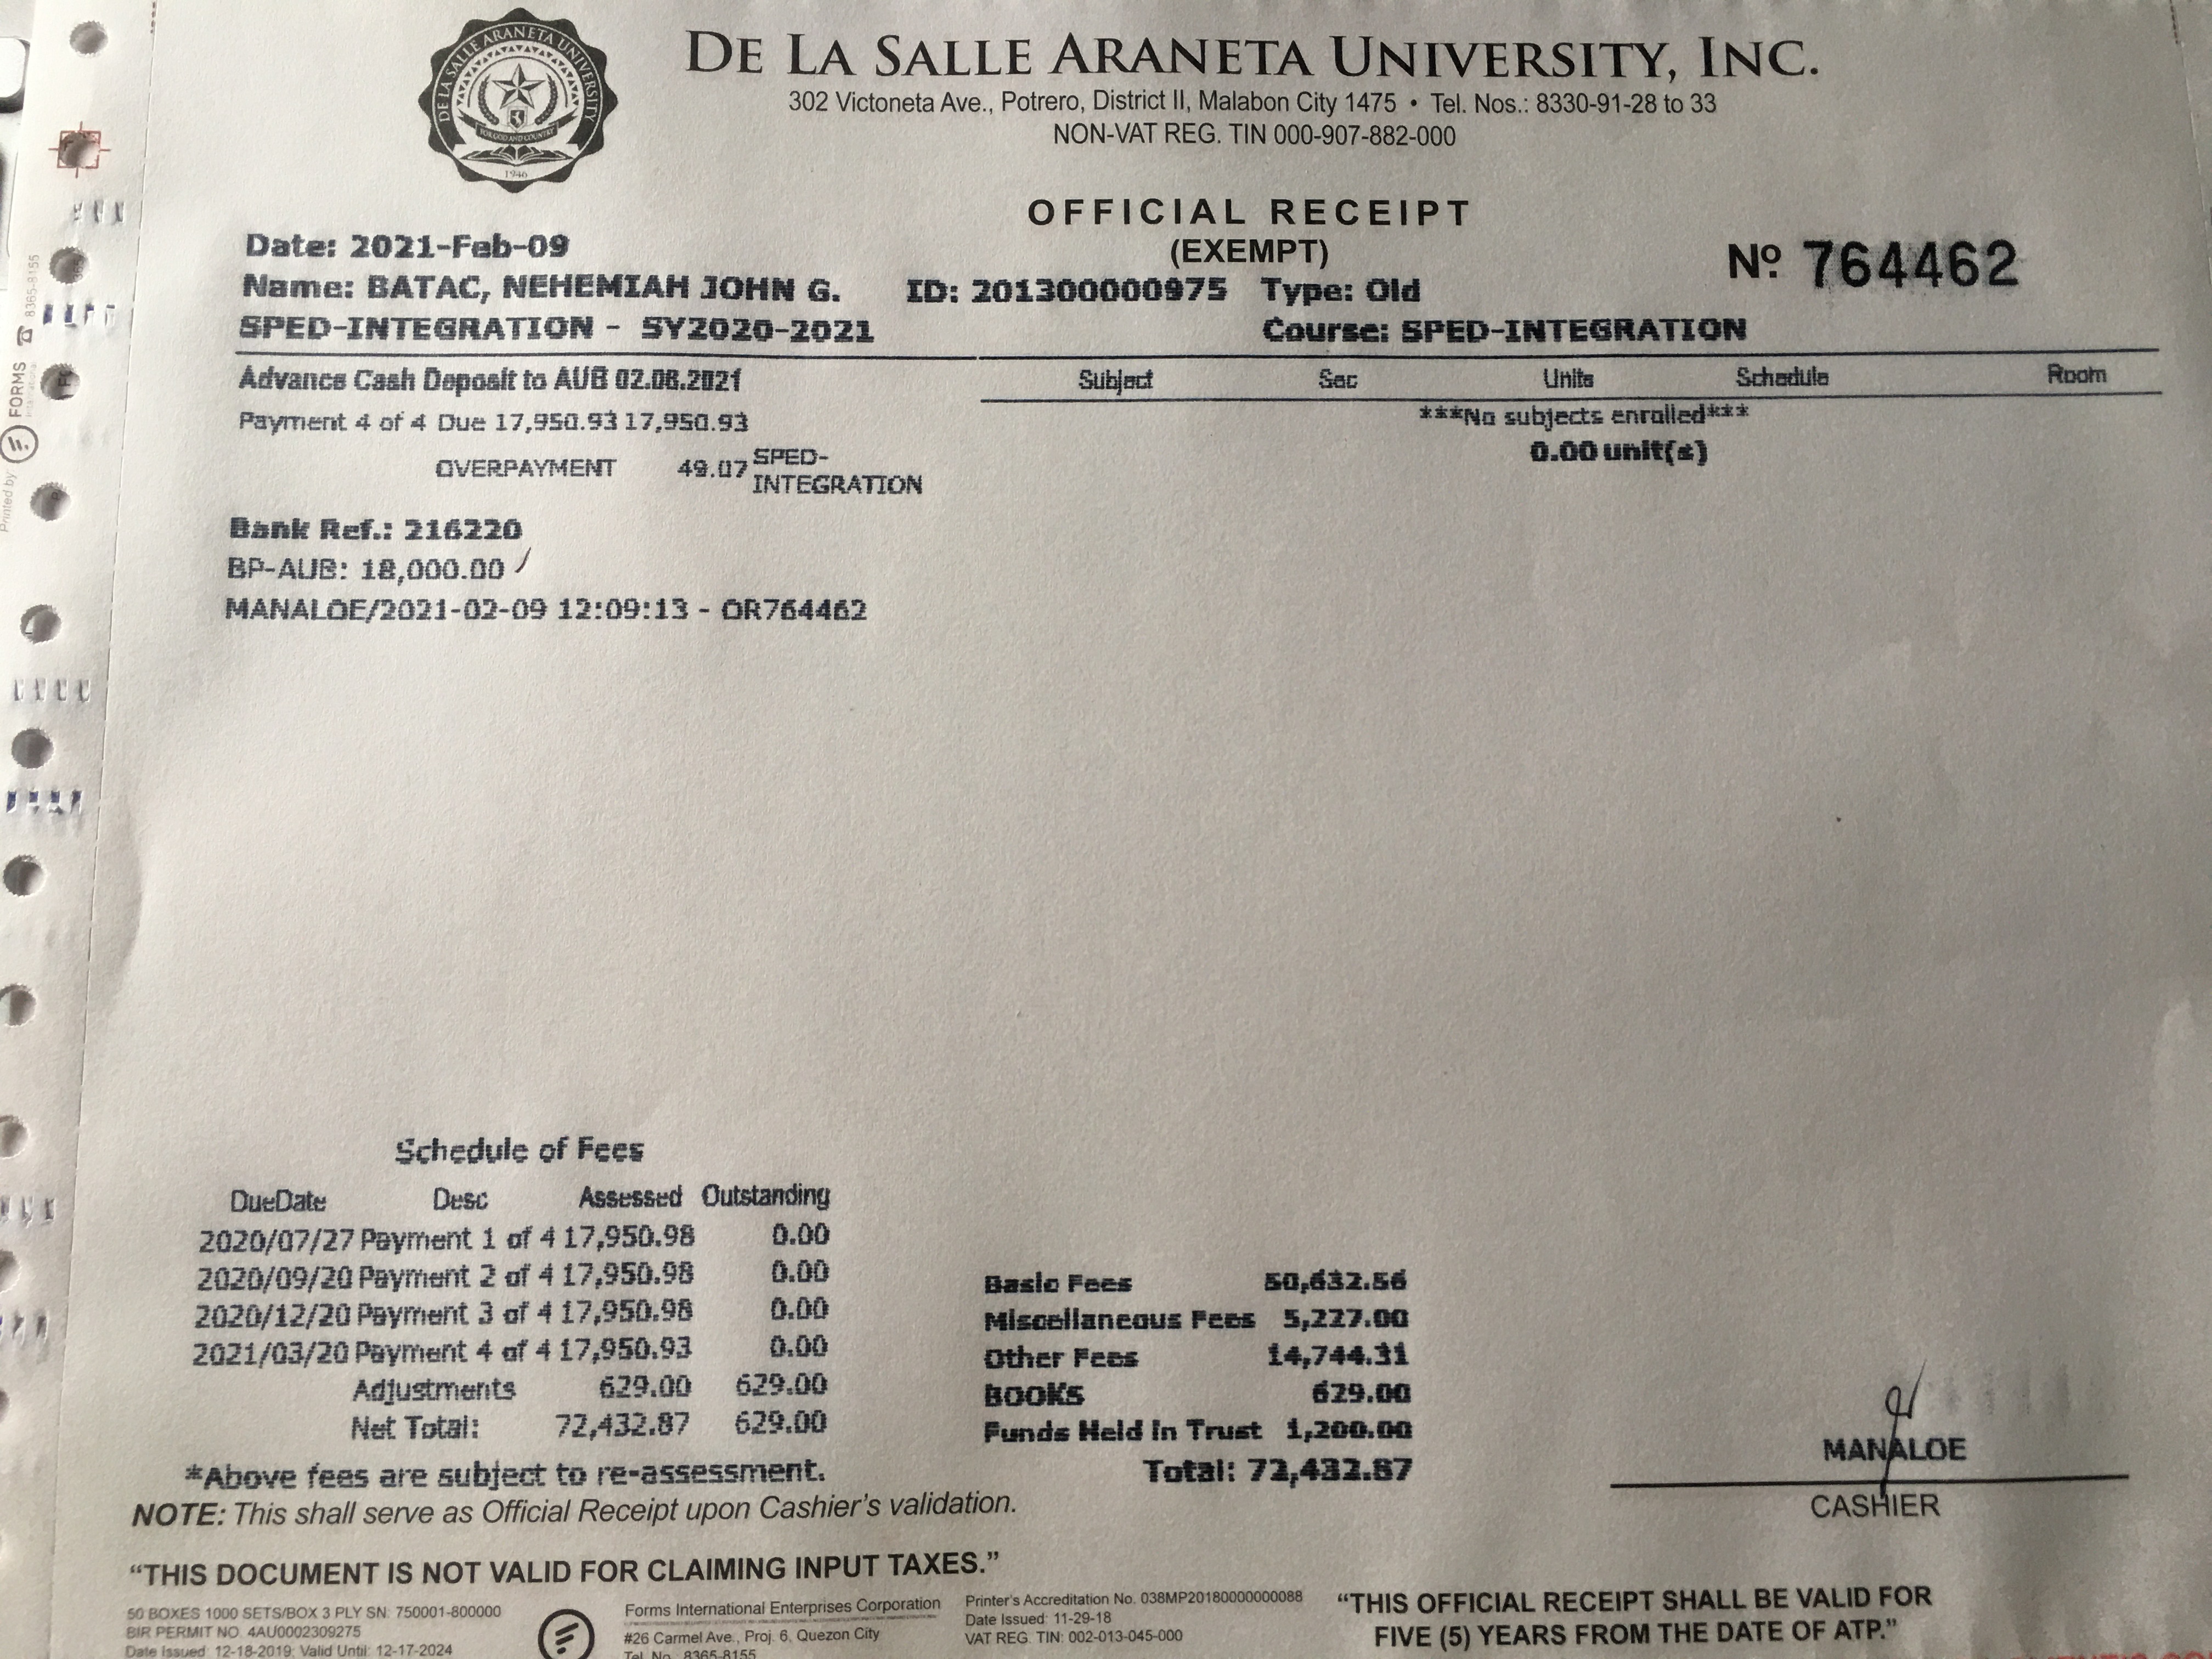 DE LA SALLE ARANETA UNIVERSITY, INC.
302 Victoneta Ave., Potrero, District II, Malabon City 1475 • Tel. Nos.: 8330-91-28 to 33
NON-VAT REG. TIN 000-907-882-000
DE LA SALLE ARANETA UNIVERSITY
1946
OFFICIAL RECEIPT
(EXEMPT)
Nº 764462
Date: 2021-Feb-09
Name: BATAC, NEHEMIAH JOHN G. ID: 20130000975 Type: Old
SPED-INTEGRATION - SY2020-2021 Course: SPED-INTEGRATION
Advance Cash Deposit to AUB 02.08.2021
Subject Sec Units Schedule Room
Payment 4 of 4 Due 17,950.93 17,950.93
***No subjects enrolled***
0.00 unit(s)
OVERPAYMENT 49.07 SPED-
INTEGRATION
Bank Ref.: 216220
BP-AUB: 18,000.00
MANALOE/2021-02-09 12:09:13 - OR764462
Schedule of Fees
DueDate Desc Assessed Outstanding
2020/07/27 Payment 1 of 4 17,950.98 0.00
2020/09/20 Payment 2 of 4 17,950.98 0.00
2020/12/20 Payment 3 of 4 17,950.98 0.00
2021/03/20 Payment 4 of 4 17,950.93 0.00
Adjustments 629.00 629.00
Net Total: 72,432.87 629.00
*Above fees are subject to re-assessment.
Basic Fees 50,632.56
Miscellaneous Fees 5,227.00
Other Fees 14,744.31
BOOKS 629.00
Funds Held In Trust 1,200.00
Total: 72,432.87
MANALOE
CASHIER
NOTE: This shall serve as Official Receipt upon Cashier's validation.
"THIS DOCUMENT IS NOT VALID FOR CLAIMING INPUT TAXES."
50 BOXES 1000 SETS/BOX 3 PLY SN: 750001-800000
BIR PERMIT NO. 4AU0002309275
Date Issued: 12-18-2019; Valid Until: 12-17-2024
Forms International Enterprises Corporation
#26 Carmel Ave., Proj. 6, Quezon City
Tel. No. 8365-8155
Printer's Accreditation No. 038MP20180000000088
Date Issued: 11-29-18
VAT REG. TIN: 002-013-045-000
"THIS OFFICIAL RECEIPT SHALL BE VALID FOR
FIVE (5) YEARS FROM THE DATE OF ATP."
Printed by: FORMS International 8365-8155